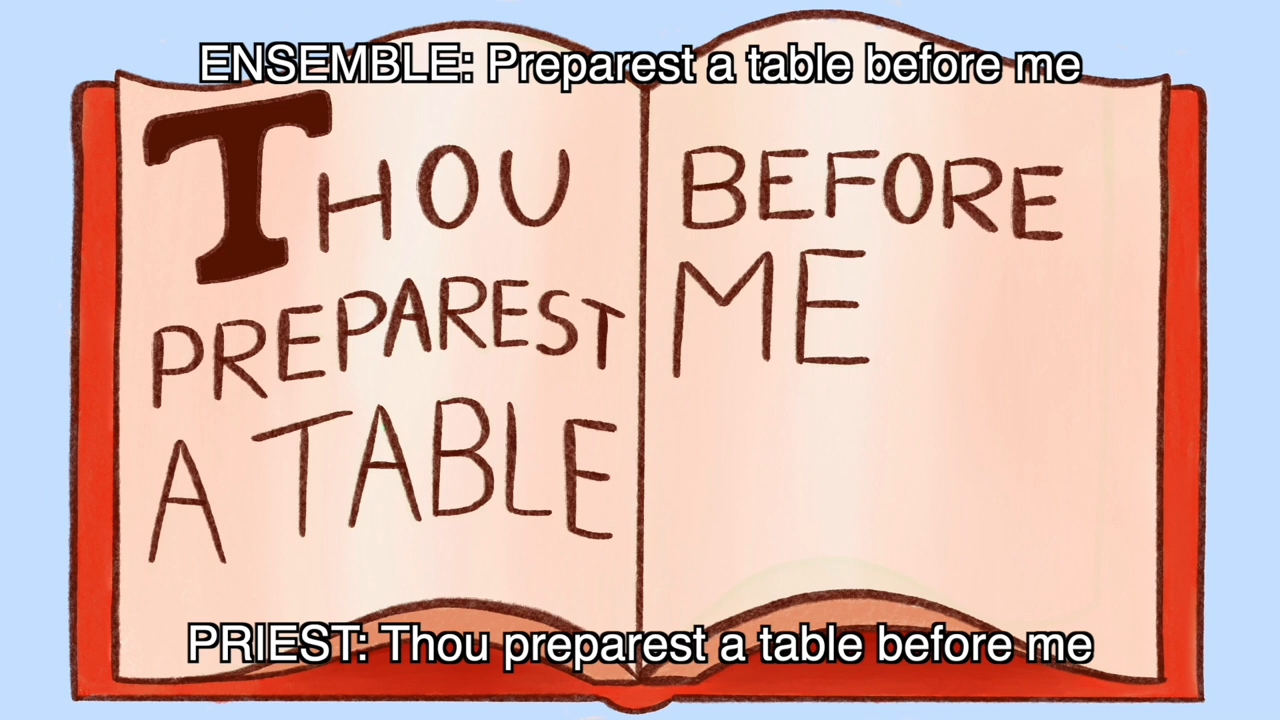 ENSEMBLE: Preparest a table before me
THOU
PREPAREST
A TABLE
BEFORE
ME
PRIEST: Thou preparest a table before me